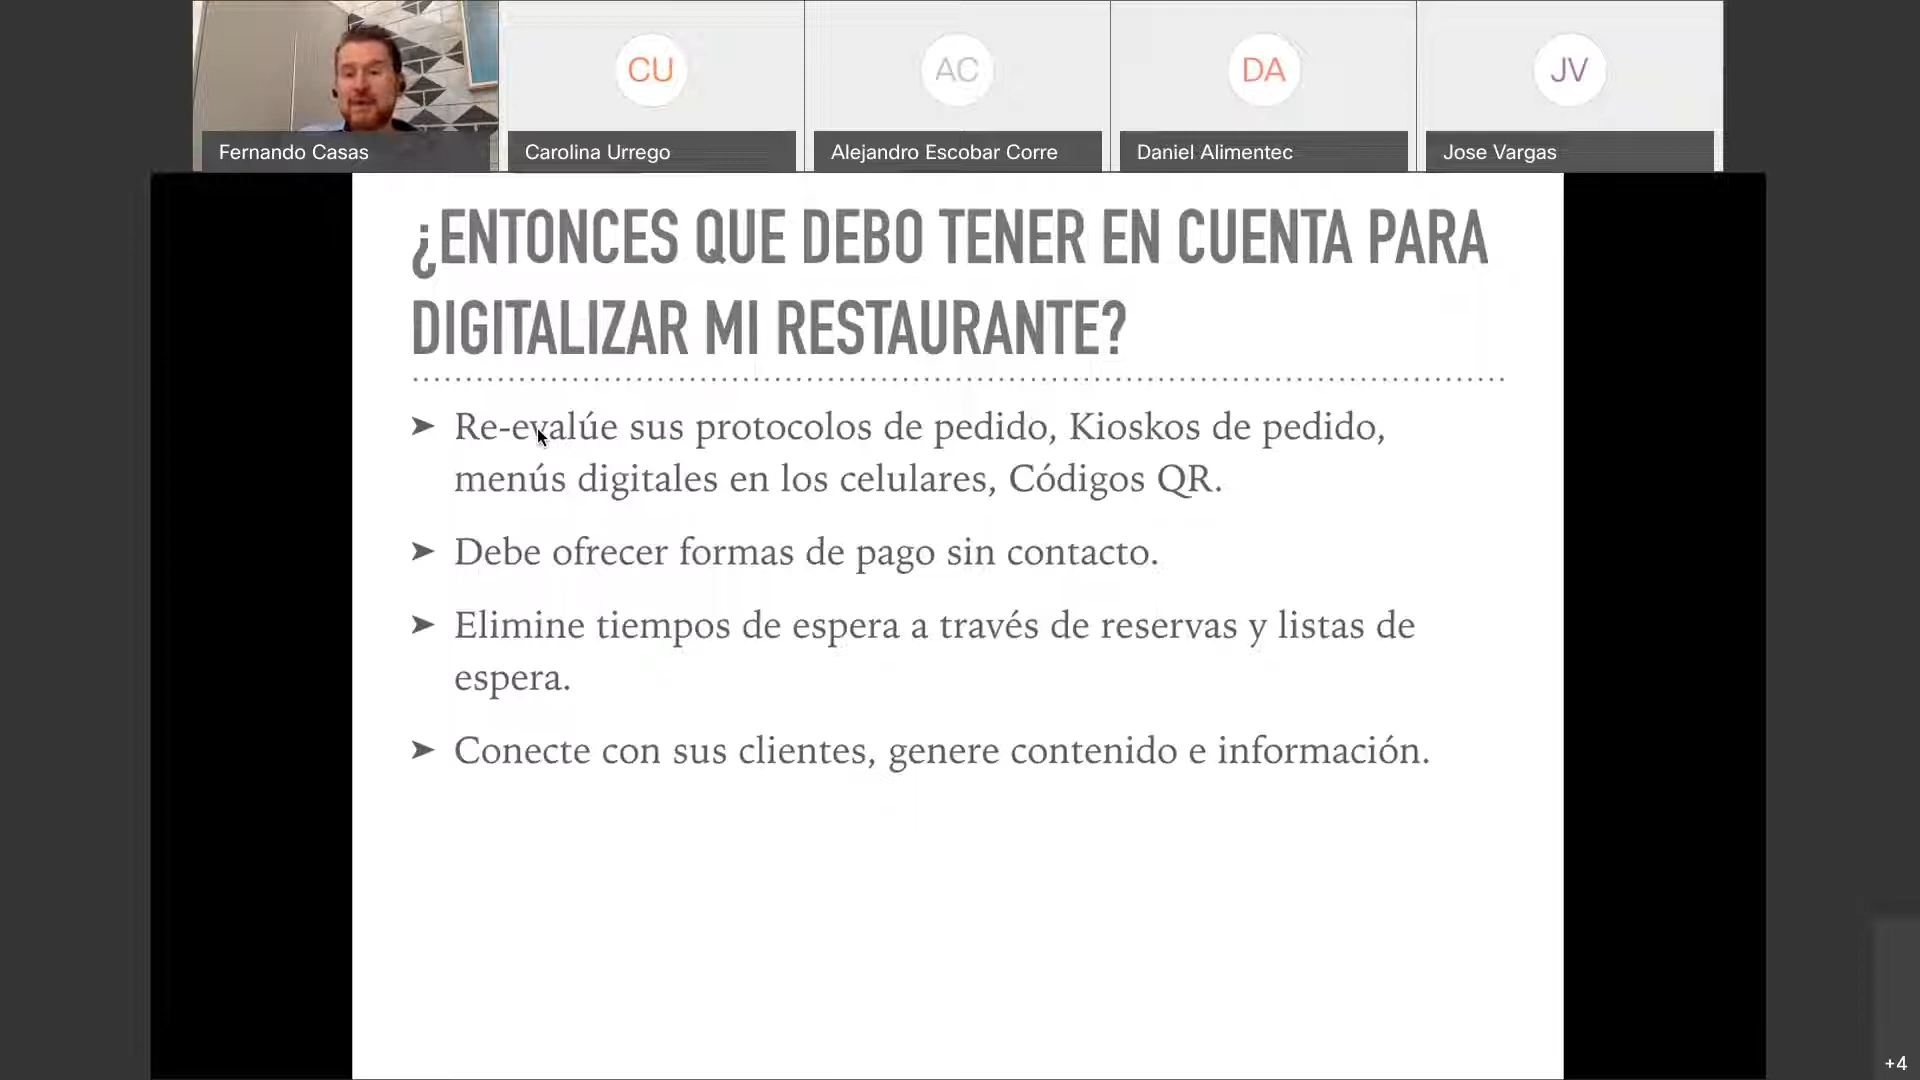 CU
AC
DA
JV
Fernando Casas
Carolina Urrego
Alejandro Escobar Corre
Daniel Alimentec
Jose Vargas
¿ENTONCES QUE DEBO TENER EN CUENTA PARA
DIGITALIZAR MI RESTAURANTE?
➤ Re-evalúe sus protocolos de pedido, Kioskos de pedido,
menús digitales en los celulares, Códigos QR.
➤ Debe ofrecer formas de pago sin contacto.
➤ Elimine tiempos de espera a través de reservas y listas de
espera.
➤ Conecte con sus clientes, genere contenido e información.
+4